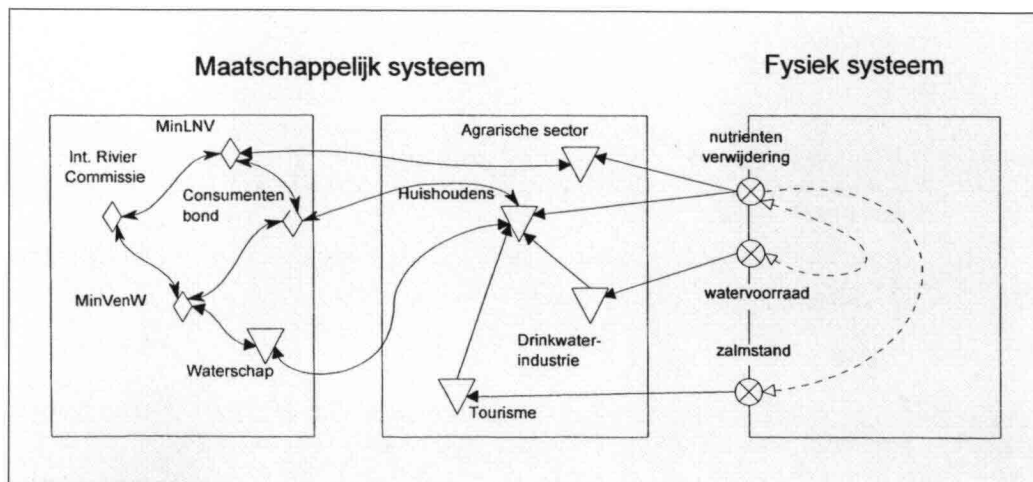 Maatschappelijk systeem
Fysiek systeem
MinLNV
Int. Rivier
Commissie
Consumenten
bond
MinVenW
Waterschap
Agrarische sector
Huishoudens
Drinkwater-
industrie
Tourisme
nutrienten
verwijdering
watervoorraad
zalmstand